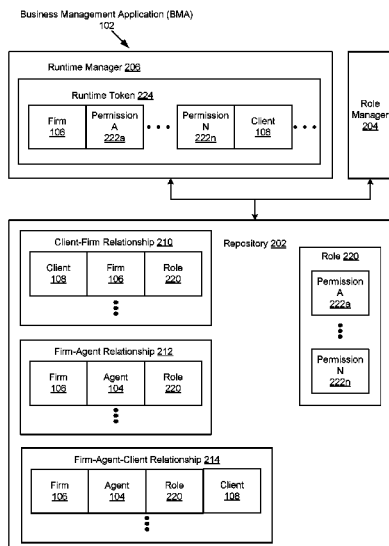 Business Management Application (BMA)
102
Runtime Manager 206
Runtime Token 224
Firm
106
Permission
A
222a
Permission
N
222n
Client
108
Role
Manager
204
Client-Firm Relationship 210
Client
108
Firm
106
Role
220
Repository 202
Role 220
Permission
A
222a
Permission
N
222n
Firm-Agent Relationship 212
Firm
106
Agent
104
Role
220
Firm-Agent-Client Relationship 214
Firm
106
Agent
104
Role
220
Client
108